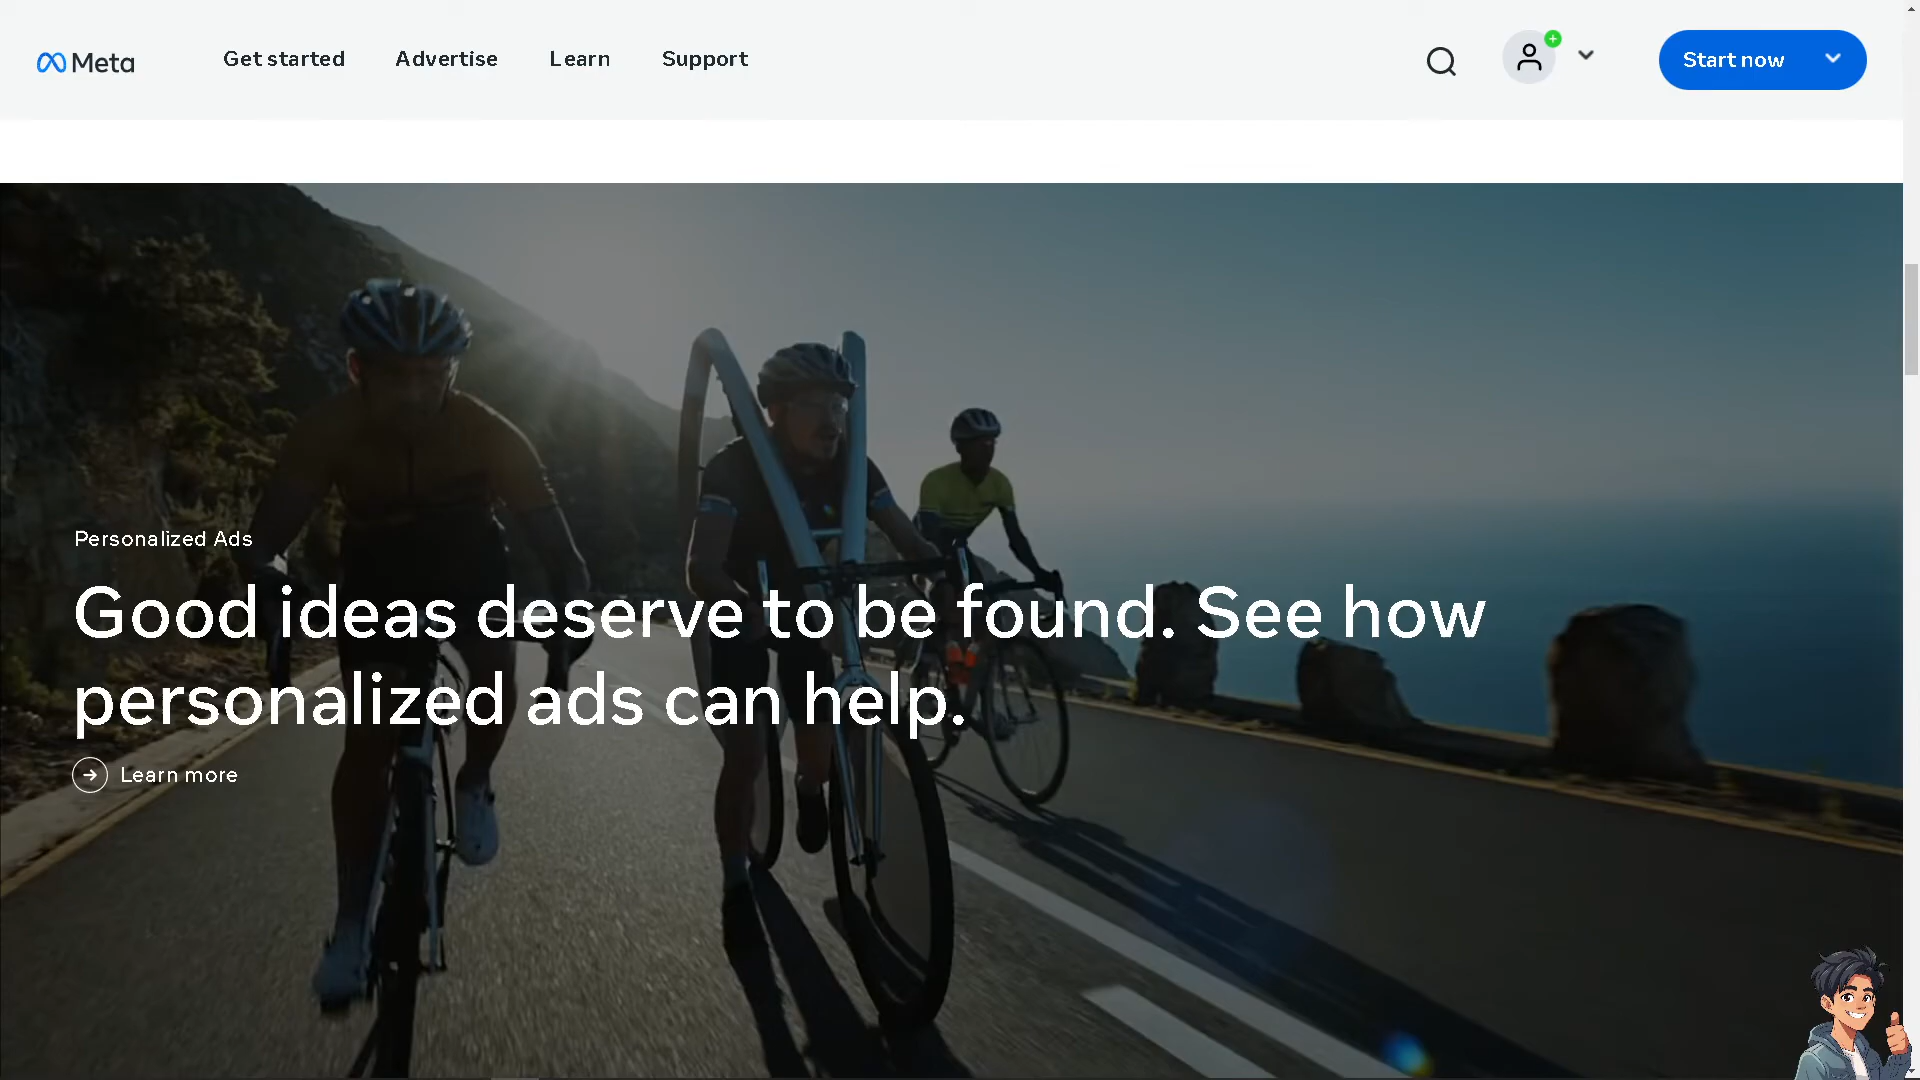 Meta
Get started
Advertise
Learn
Support
Start now
Personalized Ads
Good ideas deserve to be found. See how
personalized ads can help.
Learn more